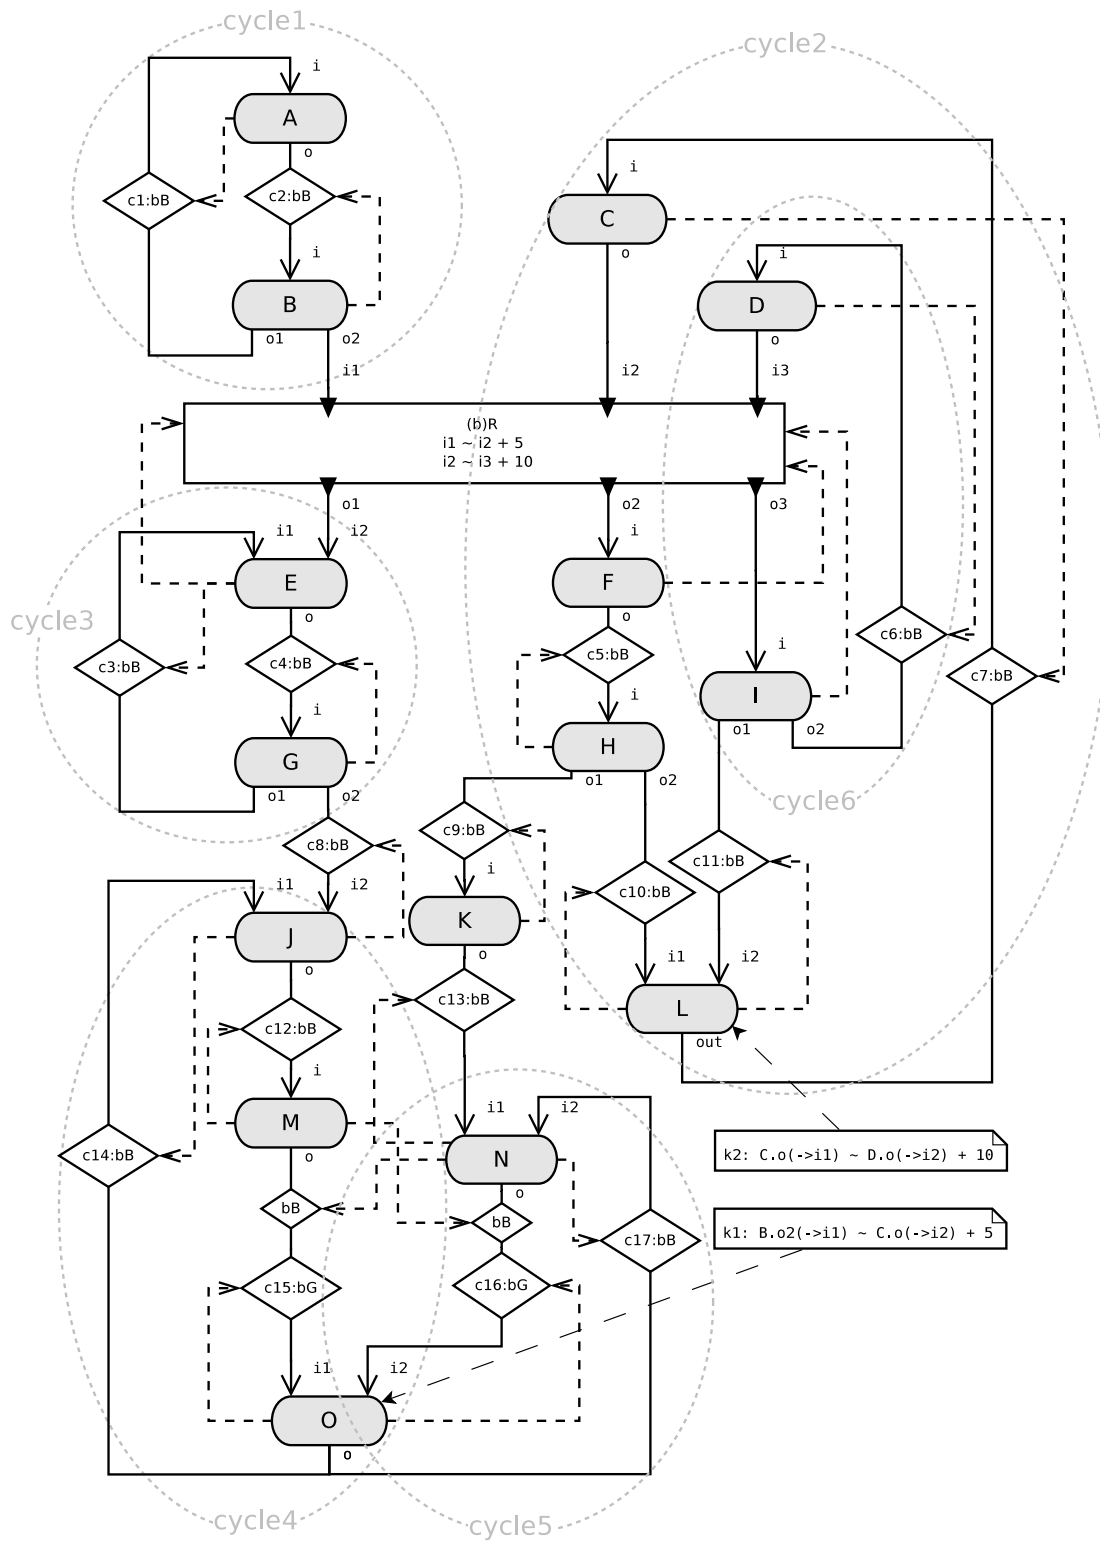 cycle1
cycle2
i
A
o
c1:bB
c2:bB
i
B
o1
o2
i1
i
C
o
i
D
o
i2
i3
(b)R
i1 ~ i2 + 5
i2 ~ i3 + 10
o1
o2
o3
i1
i2
i
E
F
o
o
cycle3
c3:bB
c4:bB
c5:bB
c6:bB
c7:bB
i
i
i
I
o1
o2
G
H
o1
o2
o1
o2
cycle6
c8:bB
c9:bB
c10:bB
c11:bB
i1
i2
i
J
K
o
o
i1
i2
L
out
c13:bB
c12:bB
i
M
o
i1
i2
N
o
k2: C.o(->i1) ~ D.o(->i2) + 10
c14:bB
bB
bB
k1: B.o2(->i1) ~ C.o(->i2) + 5
c17:bB
c15:bG
c16:bG
i1
i2
O
o
cycle4
cycle5